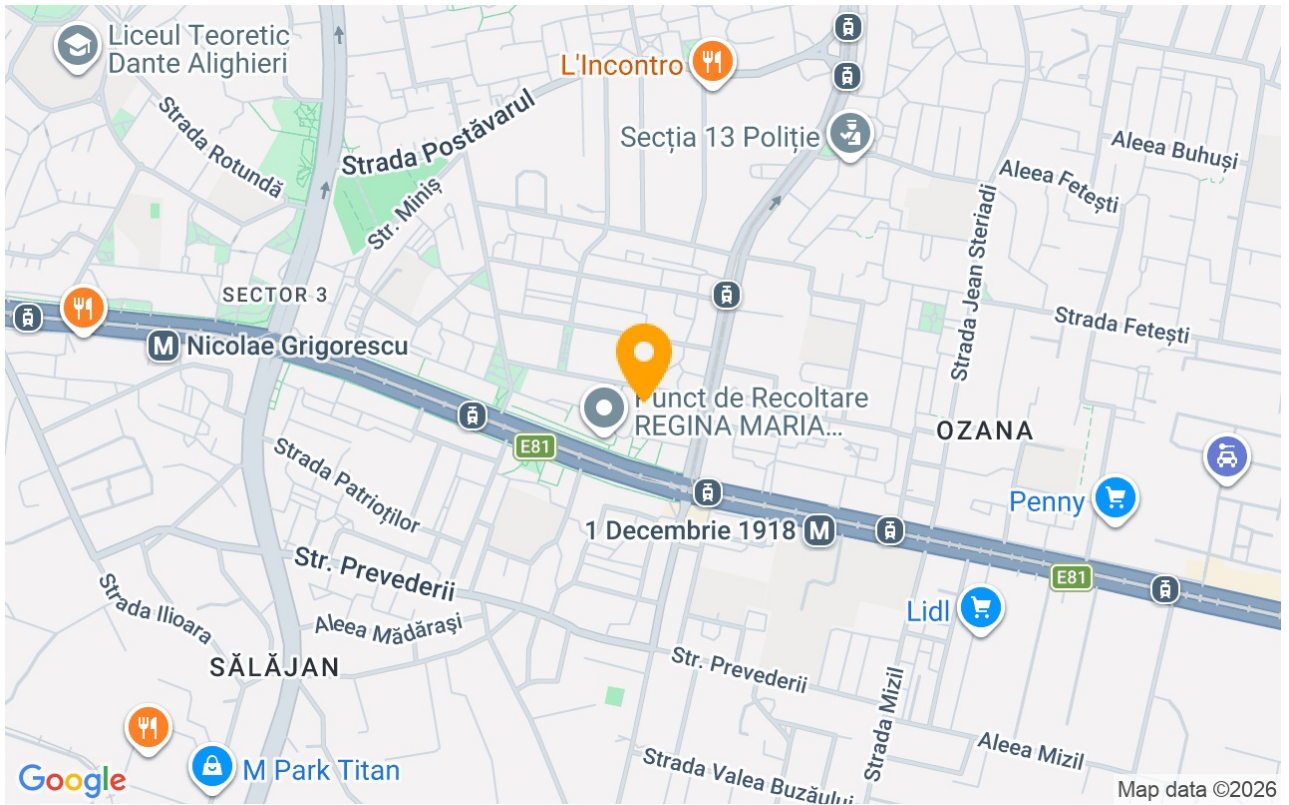 Liceul Teoretic
Dante Alighieri
L'Incontro
Strada Postăvarul
Secția 13 Poliție
Aleea Buhuși
Strada Rotundă
Aleea Fetești
Str. Miniș
Strada Jean Steriadi
SECTOR 3
Strada Fetești
M Nicolae Grigorescu
Punct de Recoltare
REGINA MARIA...
OZANA
E81
Strada Patrioților
Penny
1 Decembrie 1918 M
Str. Prevederii
E81
Strada Ilioara
Aleea Mădărași
Lidl
SĂLĂJAN
Str. Prevederii
Strada Mizil
Aleea Mizil
M Park Titan
Strada Valea Buzăului
Google
Map data ©2026